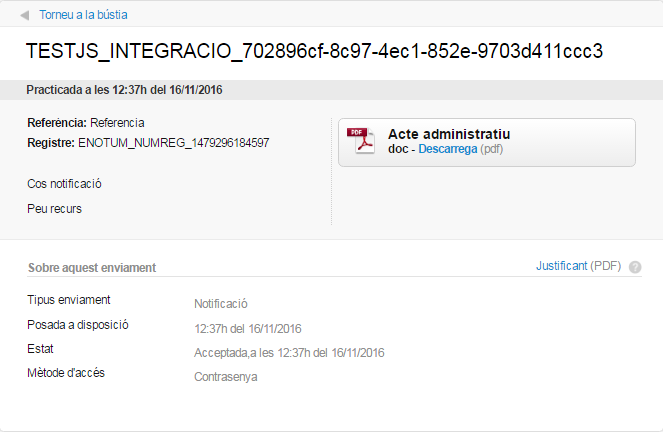 Torneu a la bústia
TESTJS_INTEGRACIO_702896cf-8c97-4ec1-852e-9703d411ccc3
Practicada a les 12:37h del 16/11/2016
Referència: Referencia
Registre: ENOTUM_NUMREG_1479296184597
Cos notificació
Peu recurs
PDF
Acte administratiu
doc - Descarrega (pdf)
Sobre aquest enviament
Justificant (PDF) ?
Tipus enviament Notificació
Posada a disposició 12:37h del 16/11/2016
Estat Acceptada,a les 12:37h del 16/11/2016
Mètode d'accés Contrasenya